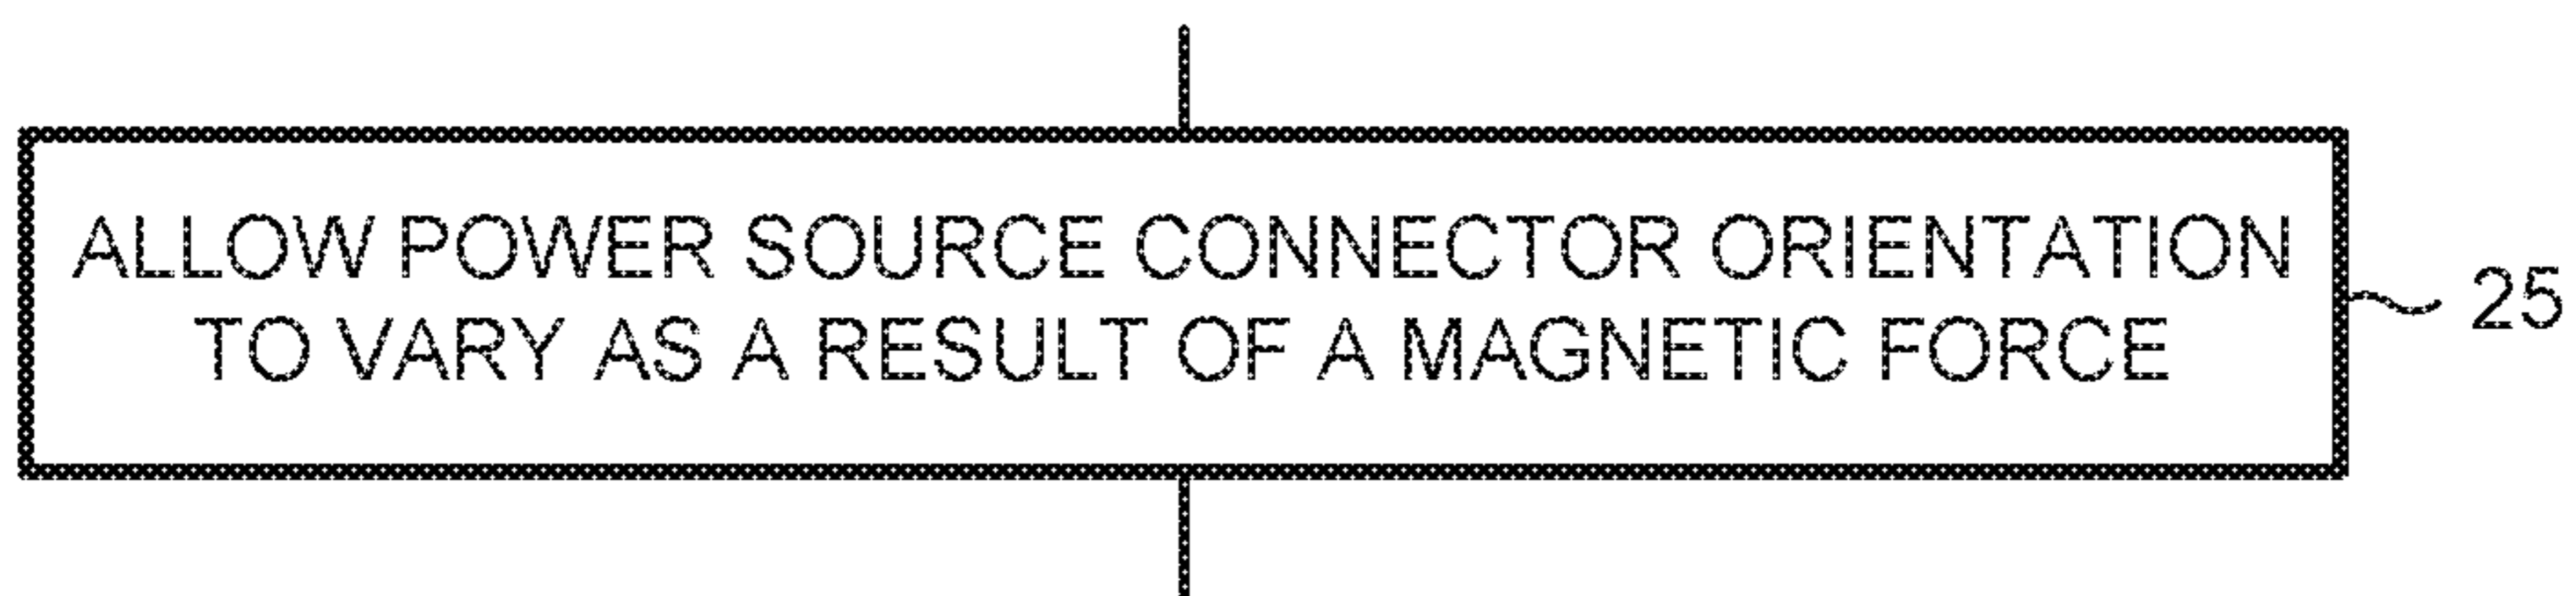 ALLOW POWER SOURCE CONNECTOR ORIENTATION
TO VARY AS A RESULT OF A MAGNETIC FORCE
25